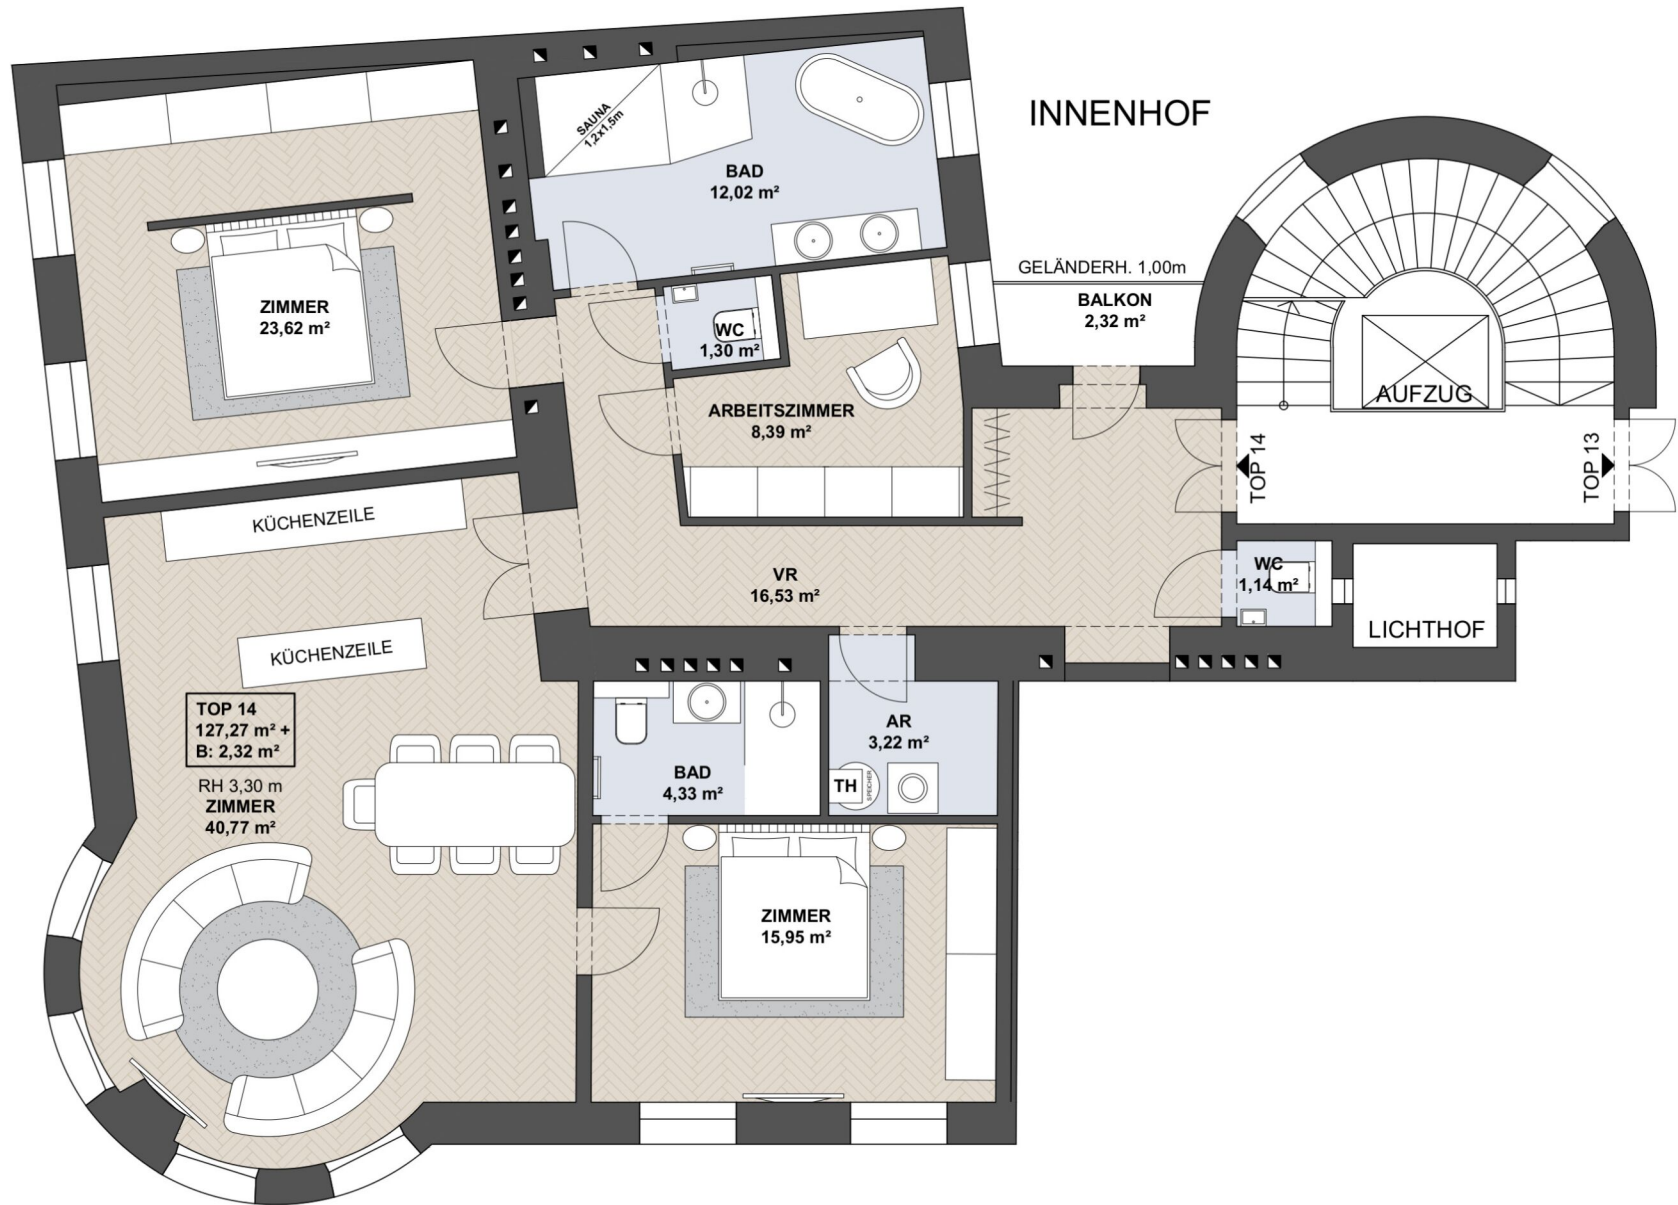 INNENHOF
SAUNA
1,2x1,5m
BAD
12,02 m²
GELÄNDERH. 1,00m
BALKON
2,32 m²
ZIMMER
23,62 m²
WC
1,30 m²
ARBEITSZIMMER
8,39 m²
AUFZUG
TOP 14
TOP 13
KÜCHENZEILE
VR
16,53 m²
WC
1,14 m²
LICHTHOF
KÜCHENZEILE
TOP 14
127,27 m² +
B: 2,32 m²
RH 3,30 m
ZIMMER
40,77 m²
BAD
4,33 m²
AR
3,22 m²
TH
SPEICHER
ZIMMER
15,95 m²